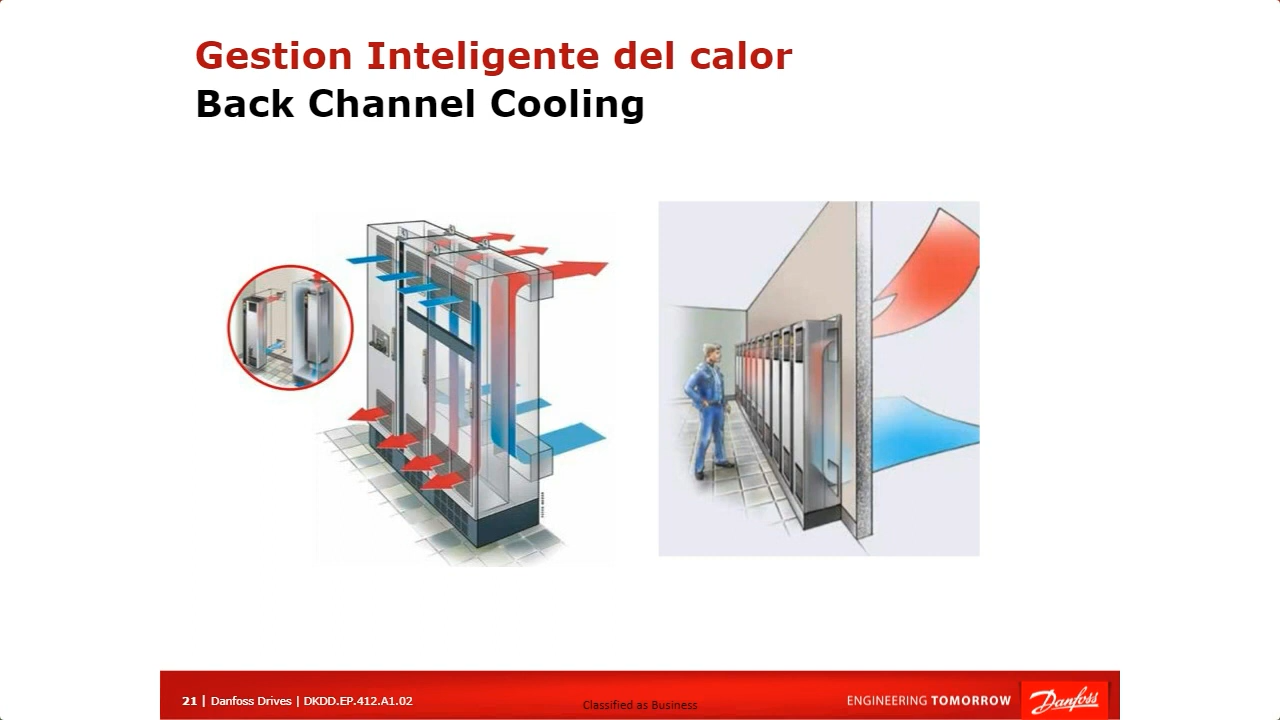 Gestion Inteligente del calor
Back Channel Cooling
21 | Danfoss Drives | DKDD.EP.412.A1.02
Classified as Business
ENGINEERING TOMORROW
Danfoss